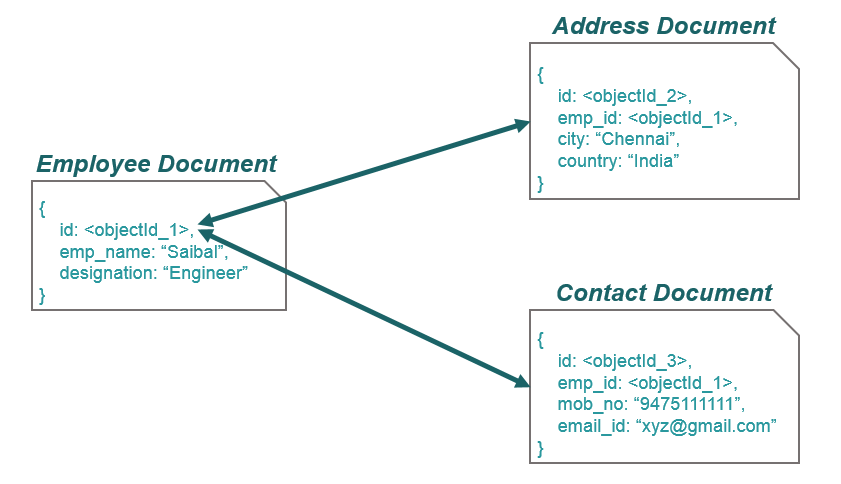 Address Document
{
id: <objectId_2>,
emp_id: <objectId_1>,
city: “Chennai”,
country: “India”
}
Employee Document
{
id: <objectId_1>,
emp_name: “Saibal”,
designation: “Engineer”
}
Contact Document
{
id: <objectId_3>,
emp_id: <objectId_1>,
mob_no: “9475111111”,
email_id: “xyz@gmail.com”
}